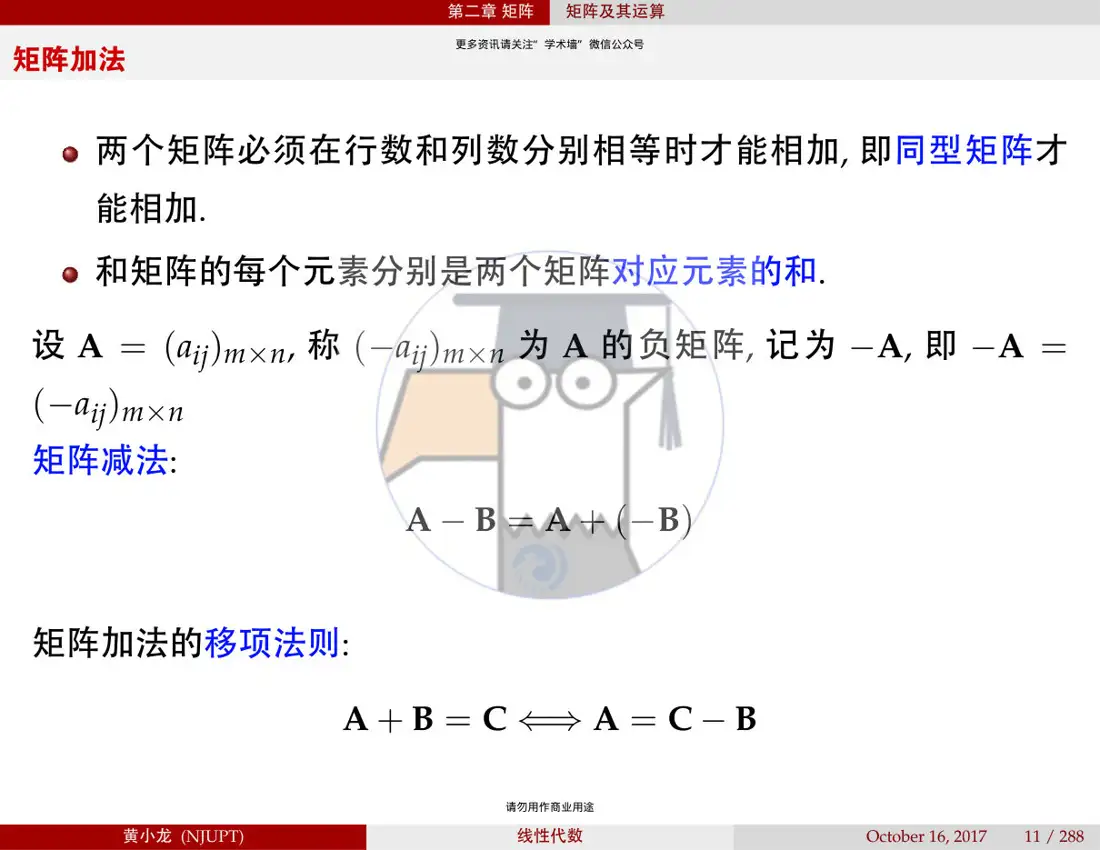 第二章 矩阵 矩阵及其运算
更多资讯请关注“学术墙”微信公众号
矩阵加法
两个矩阵必须在行数和列数分别相等时才能相加, 即同型矩阵才
能相加.
和矩阵的每个元素分别是两个矩阵对应元素的和.
设 A = (aij)m×n, 称 (−aij)m×n 为 A 的负矩阵, 记为 −A, 即 −A =
(−aij)m×n
矩阵减法:
A − B = A + (−B)
矩阵加法的移项法则:
A + B = C ⟺ A = C − B
请勿用作商业用途
黄小龙 (NJUPT) 线性代数 October 16, 2017 11 / 288